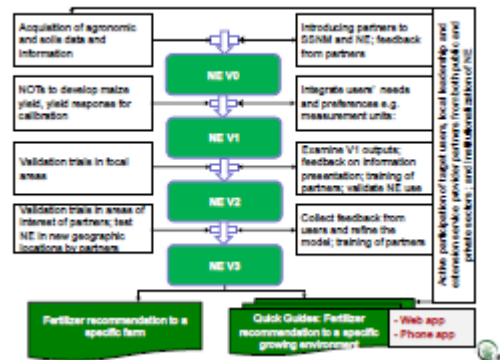 Acquisition of agronomic
and soils data and
information
Introducing partners to
SSNM and NE; feedback
from partners
NE V0
NOTs to develop maize
yield, yield response for
calibration
Integrate users' needs
and preferences e.g.
measurement units:
NE V1
Validation trials in focal
areas
Examine V1 outputs;
feedback on information
presentation; training of
partners; validate NE use
NE V2
Validation trials in areas of
interest of partners; test
NE in new geographic
locations by partners
Collect feedback from
users and refine the
model; training of partners
NE V3
Active participation of target users, local leadership and
extension service provider partners from both public and
private sectors ; and institutionalization of NE
Fertilizer recommendation to a
specific farm
Quick Guides: Fertilizer
recommendation to a specific
growing environment
- Web app
- Phone app